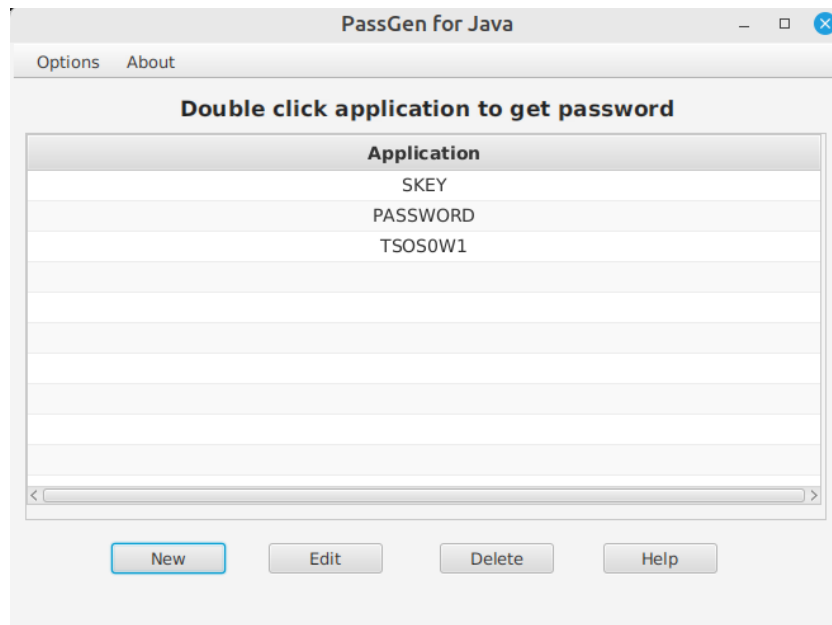 PassGen for Java
Options About
Double click application to get password
Application
SKEY
PASSWORD
TSOS0W1
New Edit Delete Help